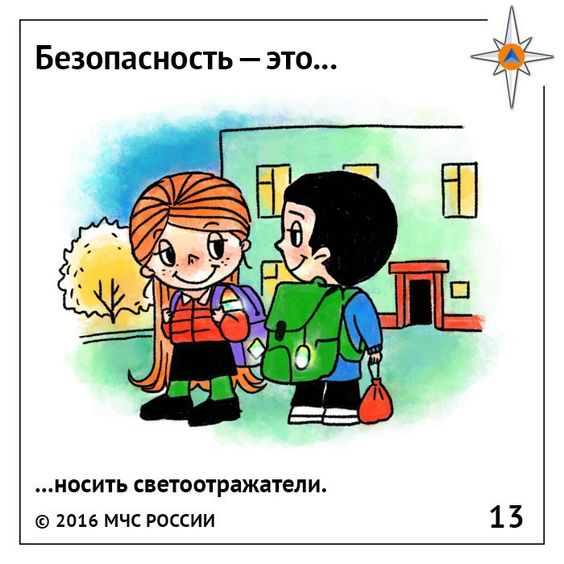 Безопасность – это...
...носить светоотражатели.
© 2016 МЧС РОССИИ
13